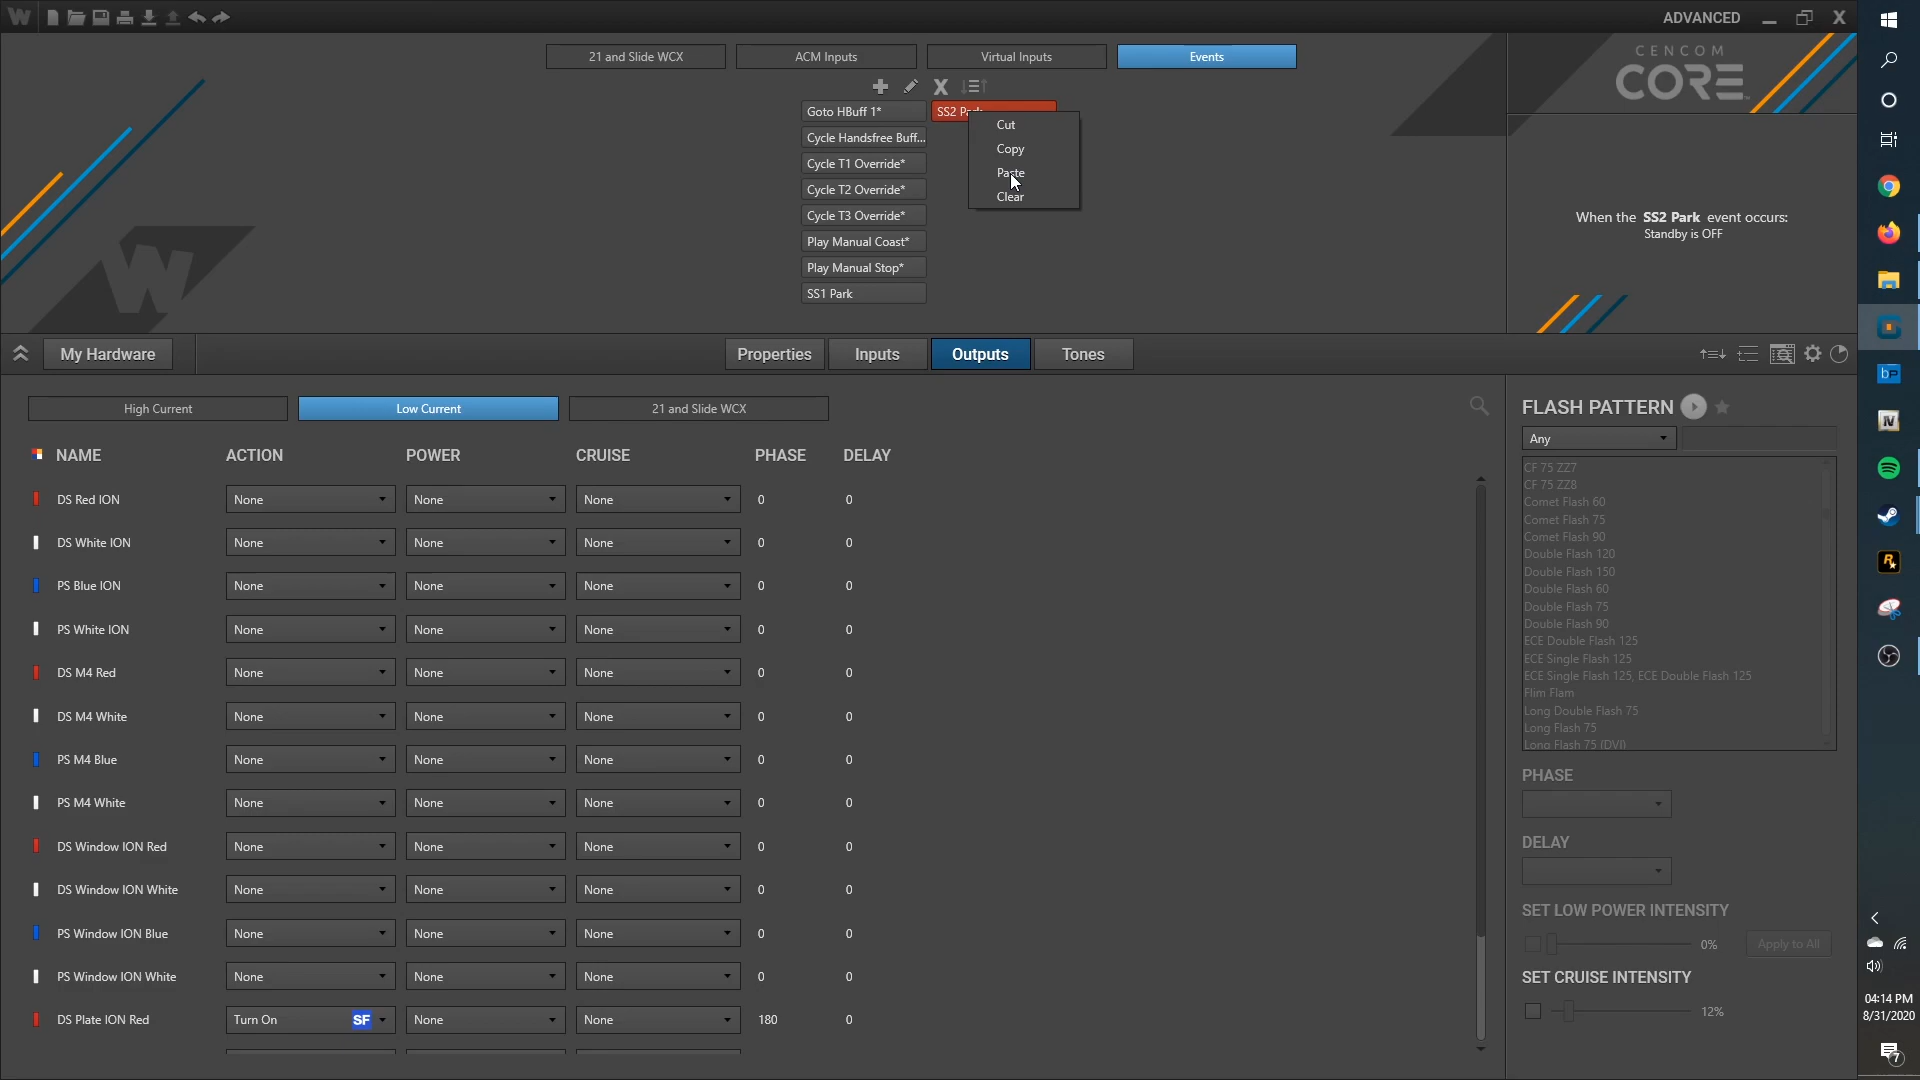 ADVANCED
21 and Slide WCX
ACM Inputs
Virtual Inputs
Events
CENCOM
CORE
Goto HBuff 1*
Cycle Handsfree Buff...
Cycle T1 Override*
Cycle T2 Override*
Cycle T3 Override*
Play Manual Coast*
Play Manual Stop*
SS1 Park
SS2 Park
Cut
Copy
Paste
Clear
When the SS2 Park event occurs:
Standby is OFF
W
My Hardware
Properties
Inputs
Outputs
Tones
High Current
Low Current
21 and Slide WCX
NAME ACTION POWER CRUISE PHASE DELAY
DS Red ION None None None 0 0
DS White ION None None None 0 0
PS Blue ION None None None 0 0
PS White ION None None None 0 0
DS M4 Red None None None 0 0
DS M4 White None None None 0 0
PS M4 Blue None None None 0 0
PS M4 White None None None 0 0
DS Window ION Red None None None 0 0
DS Window ION White None None None 0 0
PS Window ION Blue None None None 0 0
PS Window ION White None None None 0 0
DS Plate ION Red Turn On SF None None 180 0
FLASH PATTERN
Any
CF 75 ZZ7
CF 75 ZZ8
Comet Flash 60
Comet Flash 75
Comet Flash 90
Double Flash 120
Double Flash 150
Double Flash 60
Double Flash 75
Double Flash 90
ECE Double Flash 125
ECE Single Flash 125
ECE Single Flash 125, ECE Double Flash 125
Flim Flam
Long Double Flash 75
Long Flash 75
Long Flash 75 (DVI)
PHASE
DELAY
SET LOW POWER INTENSITY
0%
Apply to All
SET CRUISE INTENSITY
12%
bP
IV
R
04:14 PM
8/31/2020
7